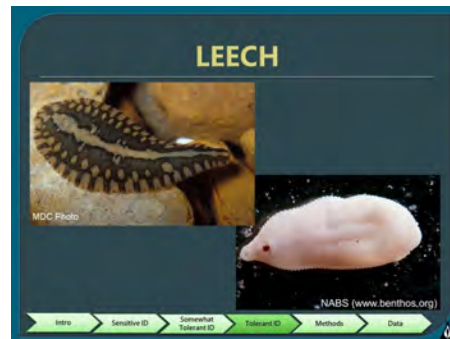 LEECH
MDC Photo
NABS (www.benthos.org)
Intro
Sensitive ID
Somewhat
Tolerant ID
Tolerant ID
Methods
Data